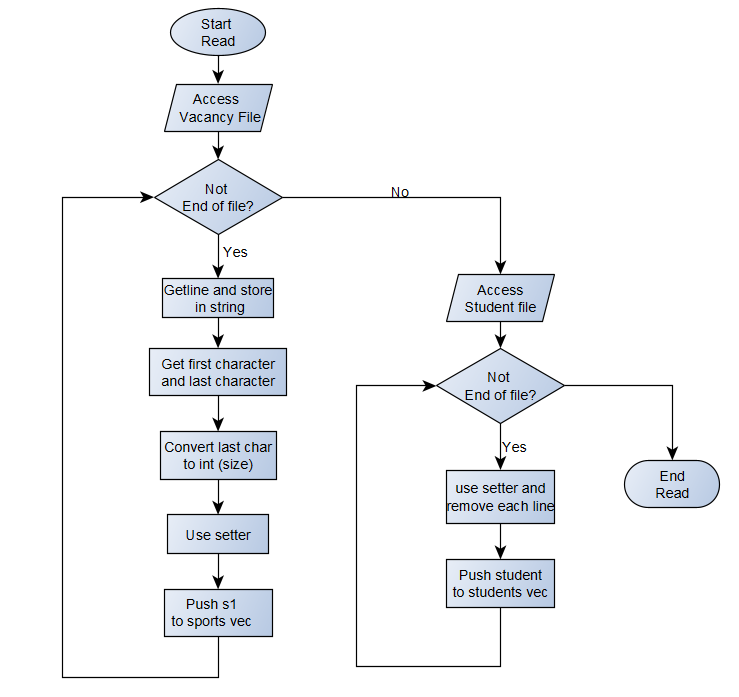 Start
Read
Access
Vacancy File
Not
End of file?
No
Yes
Getline and store
in string
Get first character
and last character
Convert last char
to int (size)
Use setter
Push s1
to sports vec
Access
Student file
Not
End of file?
Yes
use setter and
remove each line
Push student
to students vec
End
Read